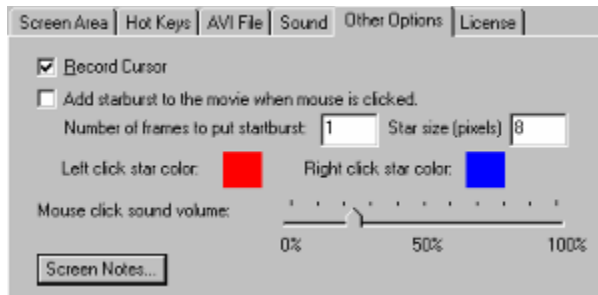 Screen Area Hot Keys AVI File Sound Other Options License
Record Cursor
Add starburst to the movie when mouse is clicked.
Number of frames to put startburst: 1 Star size (pixels) 8
Left click star color: Right click star color:
Mouse click sound volume:
0% 50% 100%
Screen Notes...